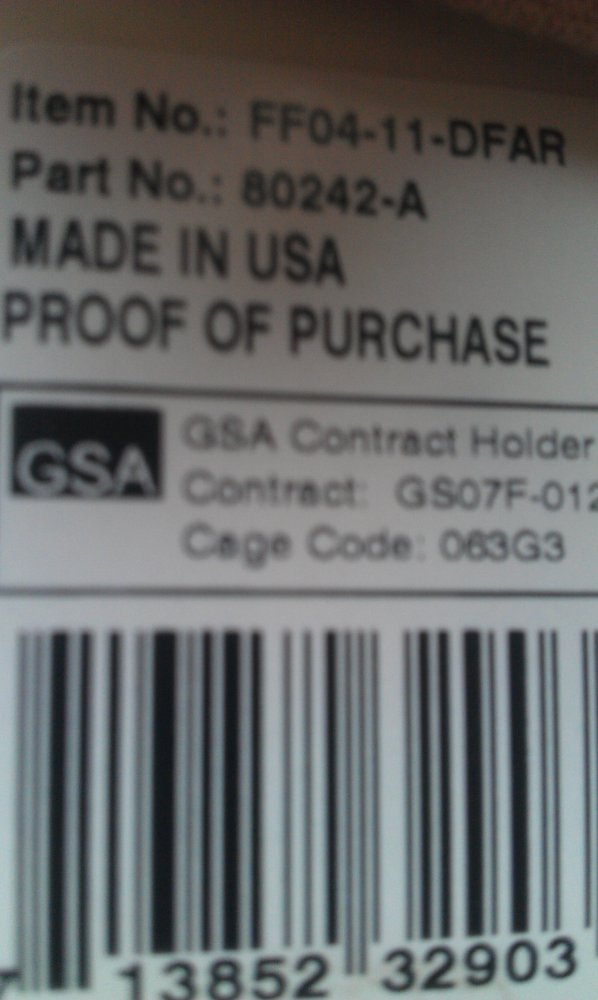 Item No.: FF04-11-DFAR
Part No.: 80242-A
MADE IN USA
PROOF OF PURCHASE
GSA
GSA Contract Holder
Contract: GS07F-012
Cage Code: 063G3
13852 32903